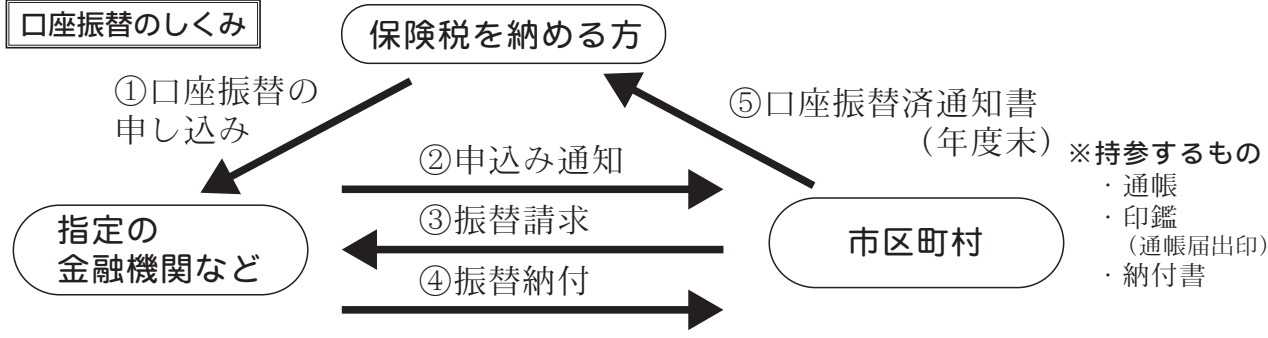 口座振替のしくみ
保険税を納める方
①口座振替の
申し込み
⑤口座振替済通知書
（年度末）
②申込み通知
③振替請求
④振替納付
指定の
金融機関など
市区町村
※持参するもの
・通帳
・印鑑
（通帳届出印）
・納付書